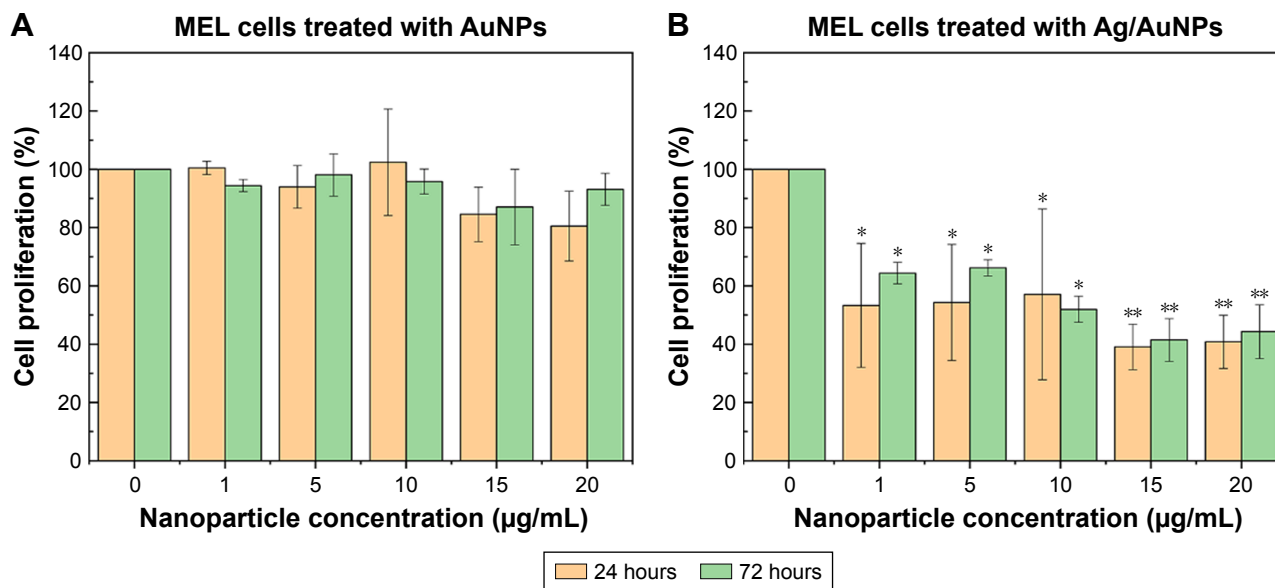 A MEL cells treated with AuNPs
140
120
100
80
60
40
20
0
Cell proliferation (%)
0 1 5 10 15 20
Nanoparticle concentration (µg/mL)
B MEL cells treated with Ag/AuNPs
140
120
100
80
60
40
20
0
Cell proliferation (%)
* * * * * * ** ** ** **
0 1 5 10 15 20
Nanoparticle concentration (µg/mL)
24 hours 72 hours